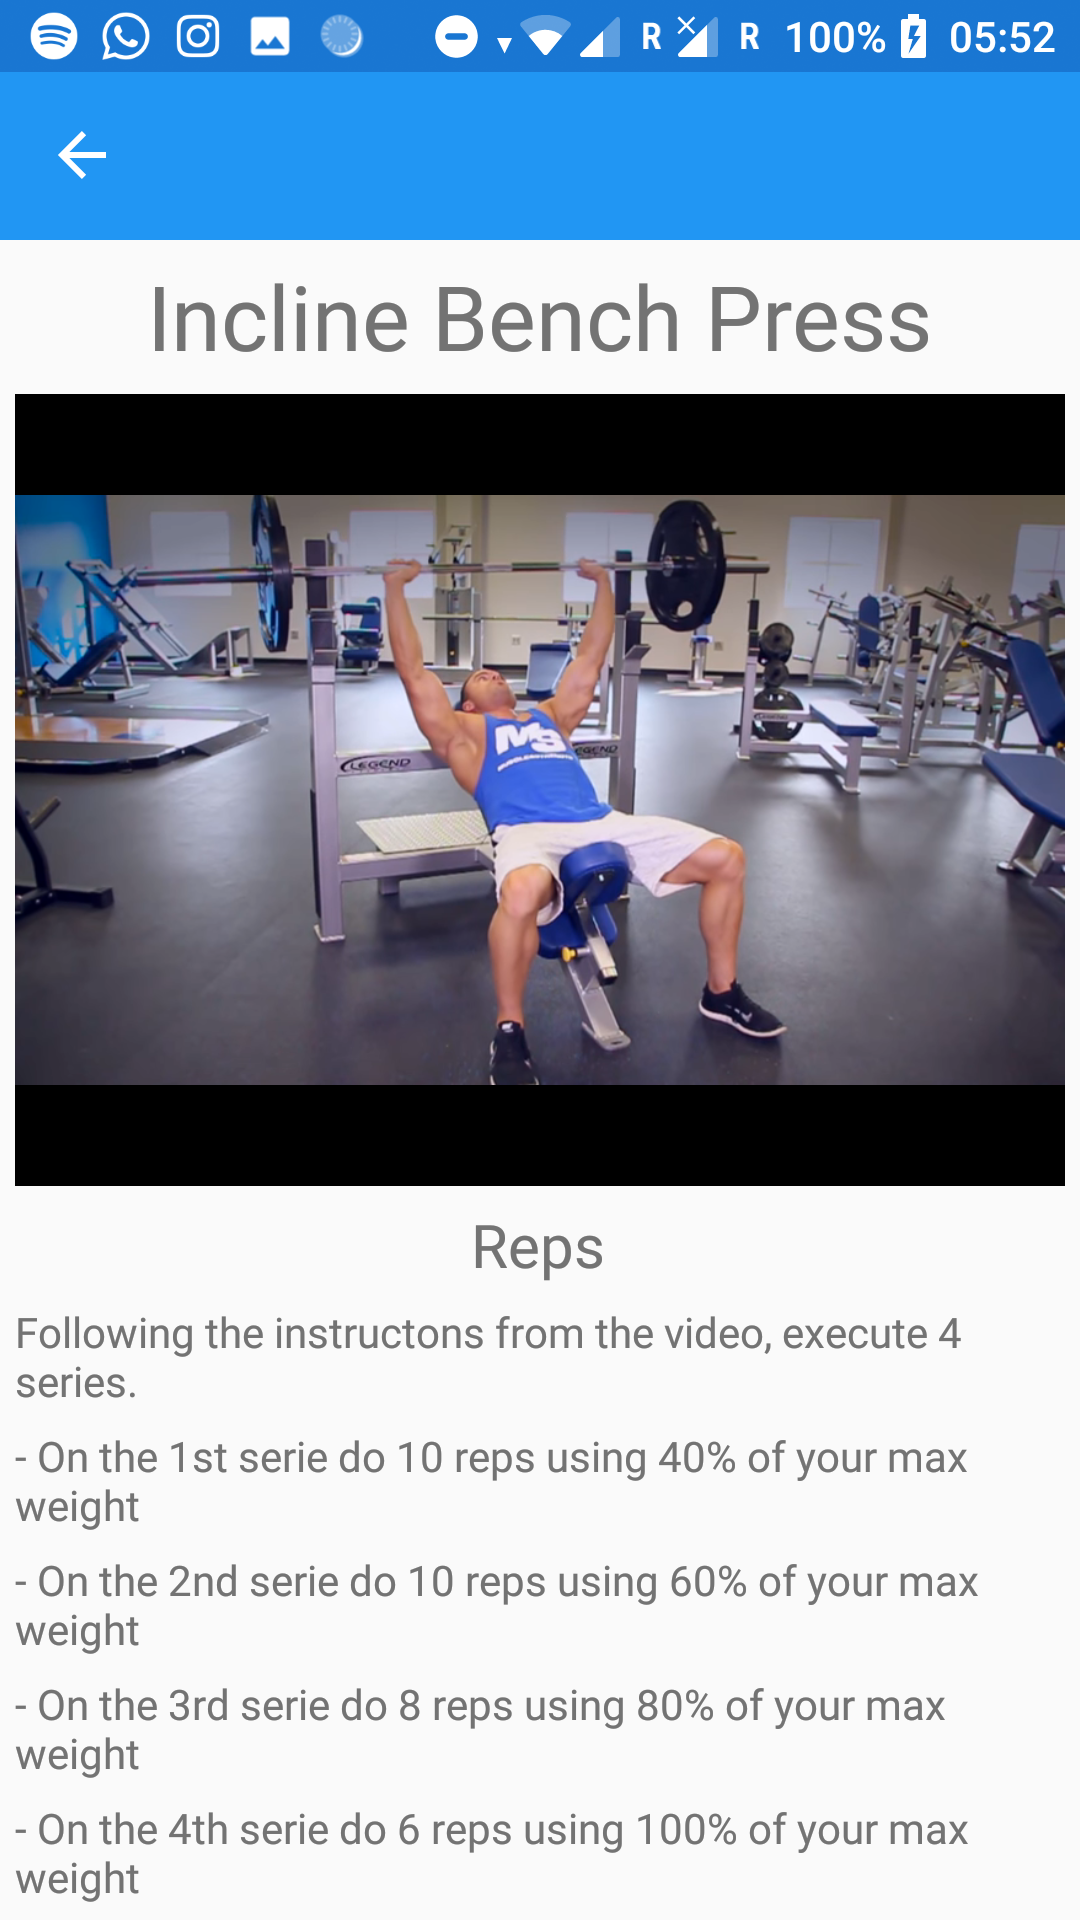 R R 100% 05:52
Incline Bench Press
LEGEND
MS
LEGEND
Reps
Following the instructons from the video, execute 4
series.
- On the 1st serie do 10 reps using 40% of your max
weight
- On the 2nd serie do 10 reps using 60% of your max
weight
- On the 3rd serie do 8 reps using 80% of your max
weight
- On the 4th serie do 6 reps using 100% of your max
weight